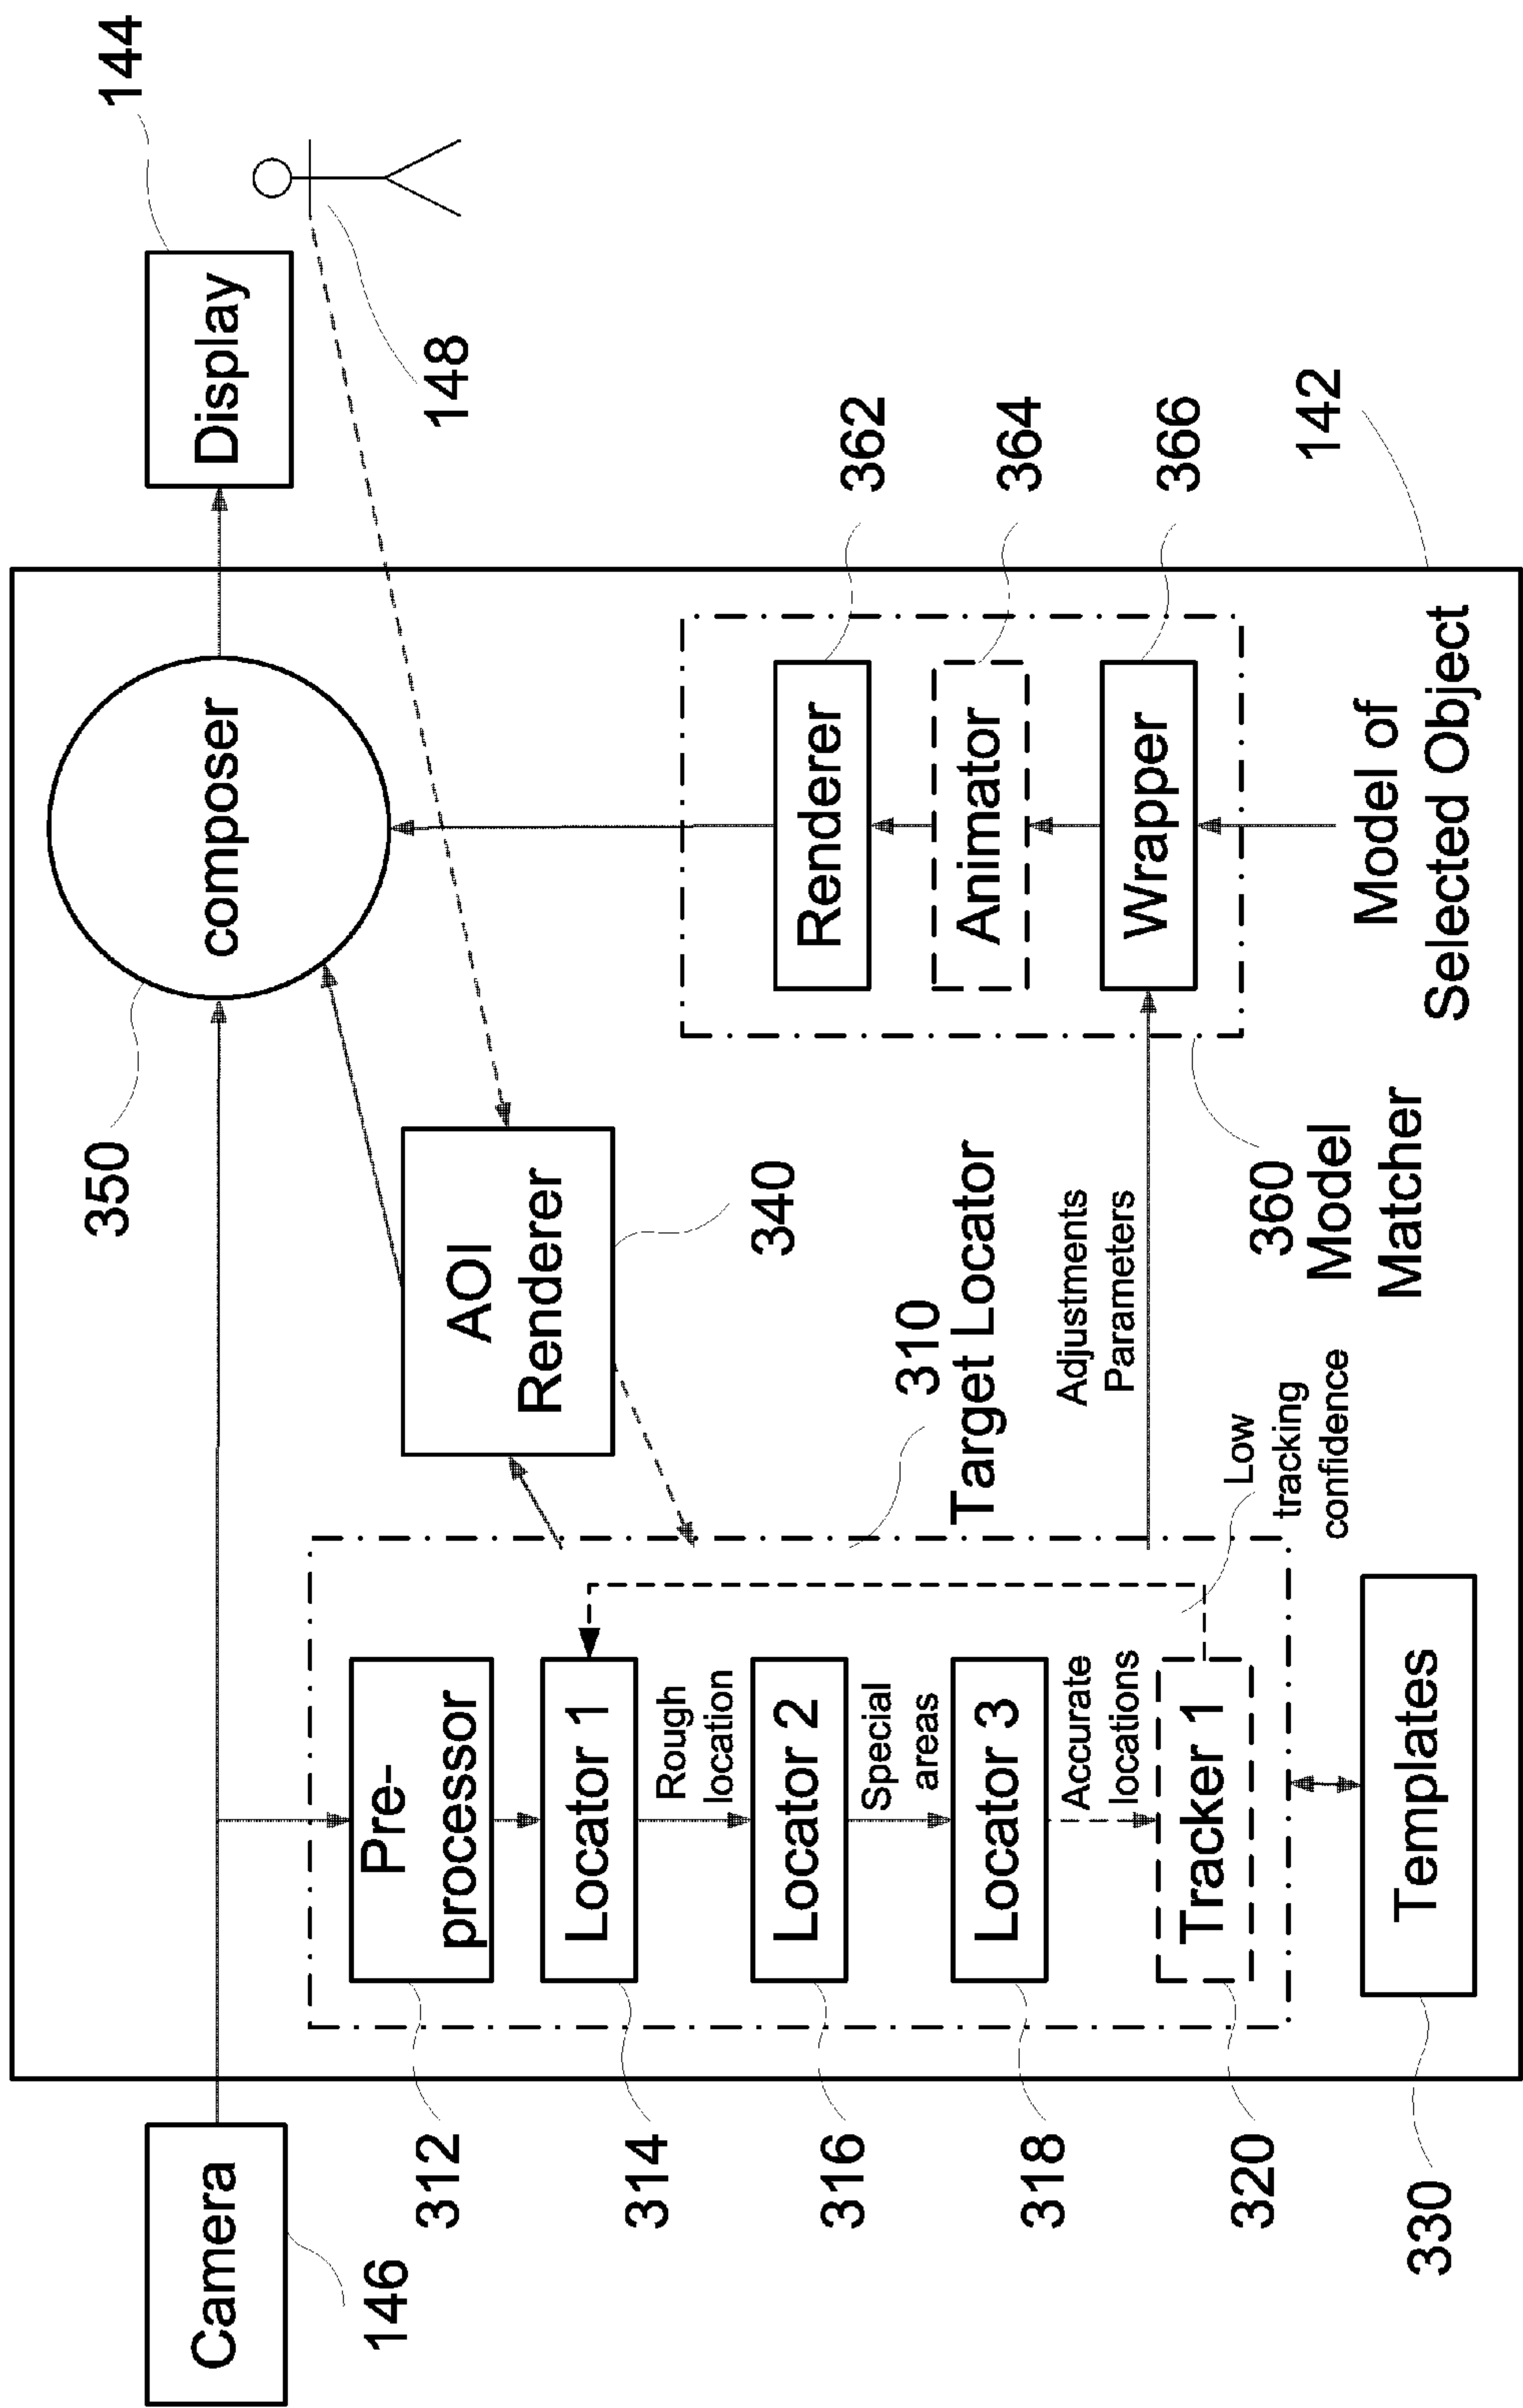 Camera
146
350
composer
Display
144
148
AOI
Renderer
340
Pre-
processor
312
Locator 1
314
Rough
location
Locator 2
316
Special
areas
Locator 3
318
Accurate
locations
Tracker 1
320
310
Target Locator
Low
tracking
confidence
Templates
330
Adjustments
Parameters
Renderer
362
Animator
364
Wrapper
366
360
Model
Matcher
Model of
Selected Object
142